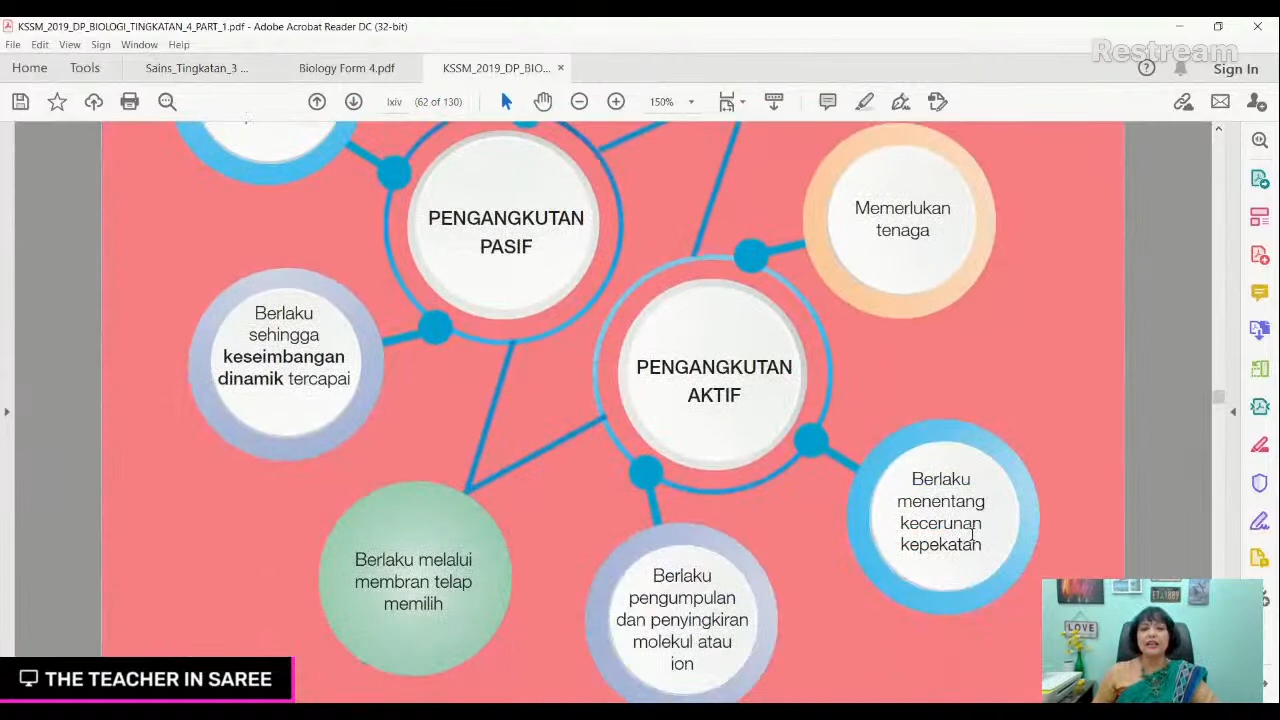 KSSM_2019_DP_BIOLOGI_TINGKATAN_4_PART_1.pdf - Adobe Acrobat Reader DC (32-bit)
File Edit View Sign Window Help
Restream
Home Tools Sains_Tingkatan_3 ... Biology Form 4.pdf KSSM_2019_DP_BIO... × Sign In
lxiv (62 of 130) 150%
PENGANGKUTAN
PASIF
Memerlukan
tenaga
Berlaku
sehingga
keseimbangan
dinamik tercapai
PENGANGKUTAN
AKTIF
Berlaku
menentang
kecerunan
kepekatan
Berlaku melalui
membran telap
memilih
Berlaku
pengumpulan
dan penyingkiran
molekul atau
ion
LOVE
THE TEACHER IN SAREE